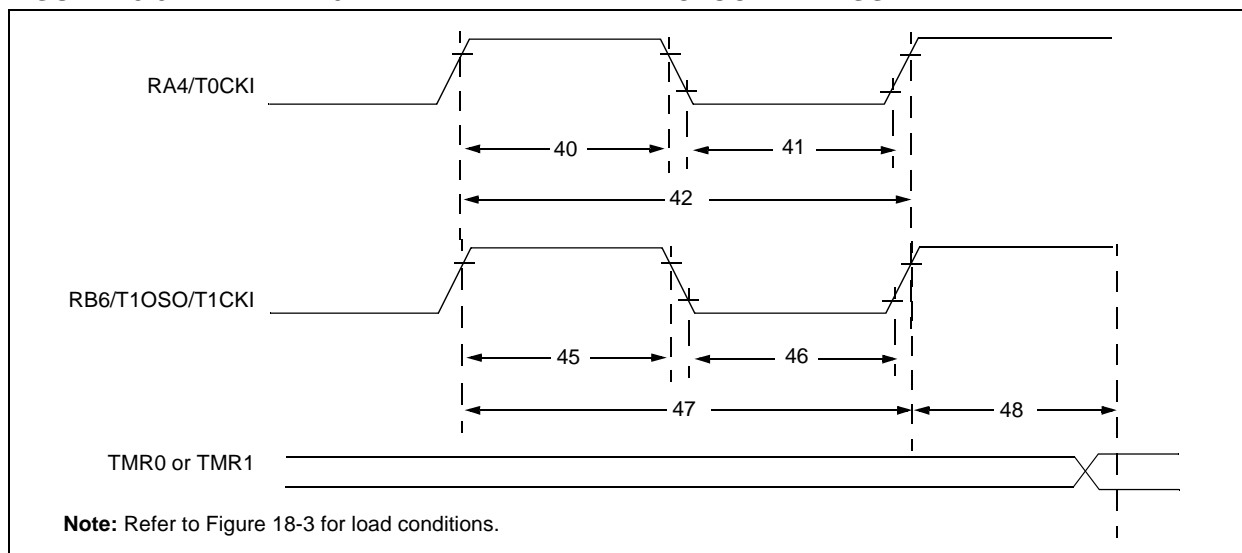 RA4/T0CKI
40
41
42
RB6/T1OSO/T1CKI
45
46
47
48
TMR0 or TMR1
Note: Refer to Figure 18-3 for load conditions.